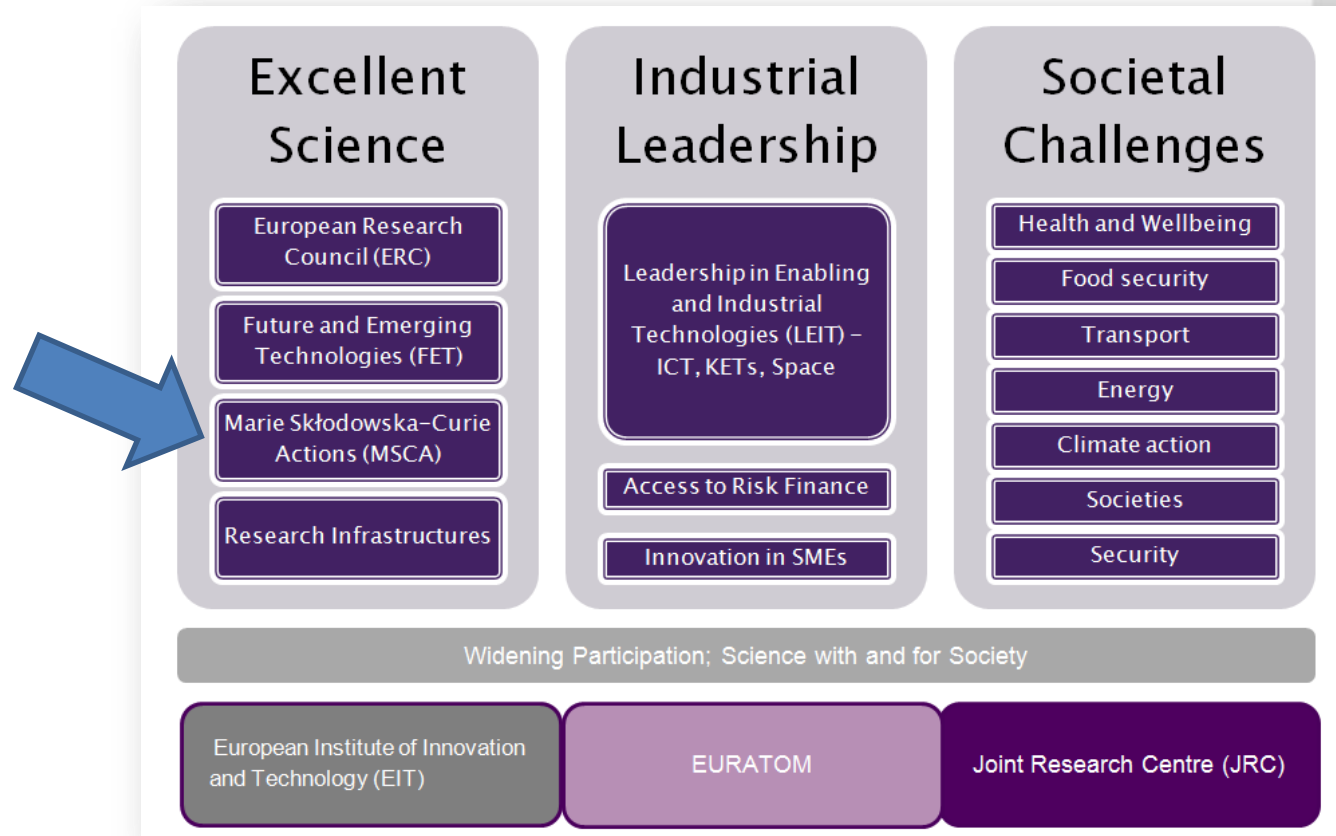 Excellent
Science
European Research
Council (ERC)
Future and Emerging
Technologies (FET)
Marie Skłodowska-Curie
Actions (MSCA)
Research Infrastructures
Industrial
Leadership
Leadership in Enabling
and Industrial
Technologies (LEIT) –
ICT, KETs, Space
Access to Risk Finance
Innovation in SMEs
Societal
Challenges
Health and Wellbeing
Food security
Transport
Energy
Climate action
Societies
Security
Widening Participation; Science with and for Society
European Institute of Innovation
and Technology (EIT)
EURATOM
Joint Research Centre (JRC)